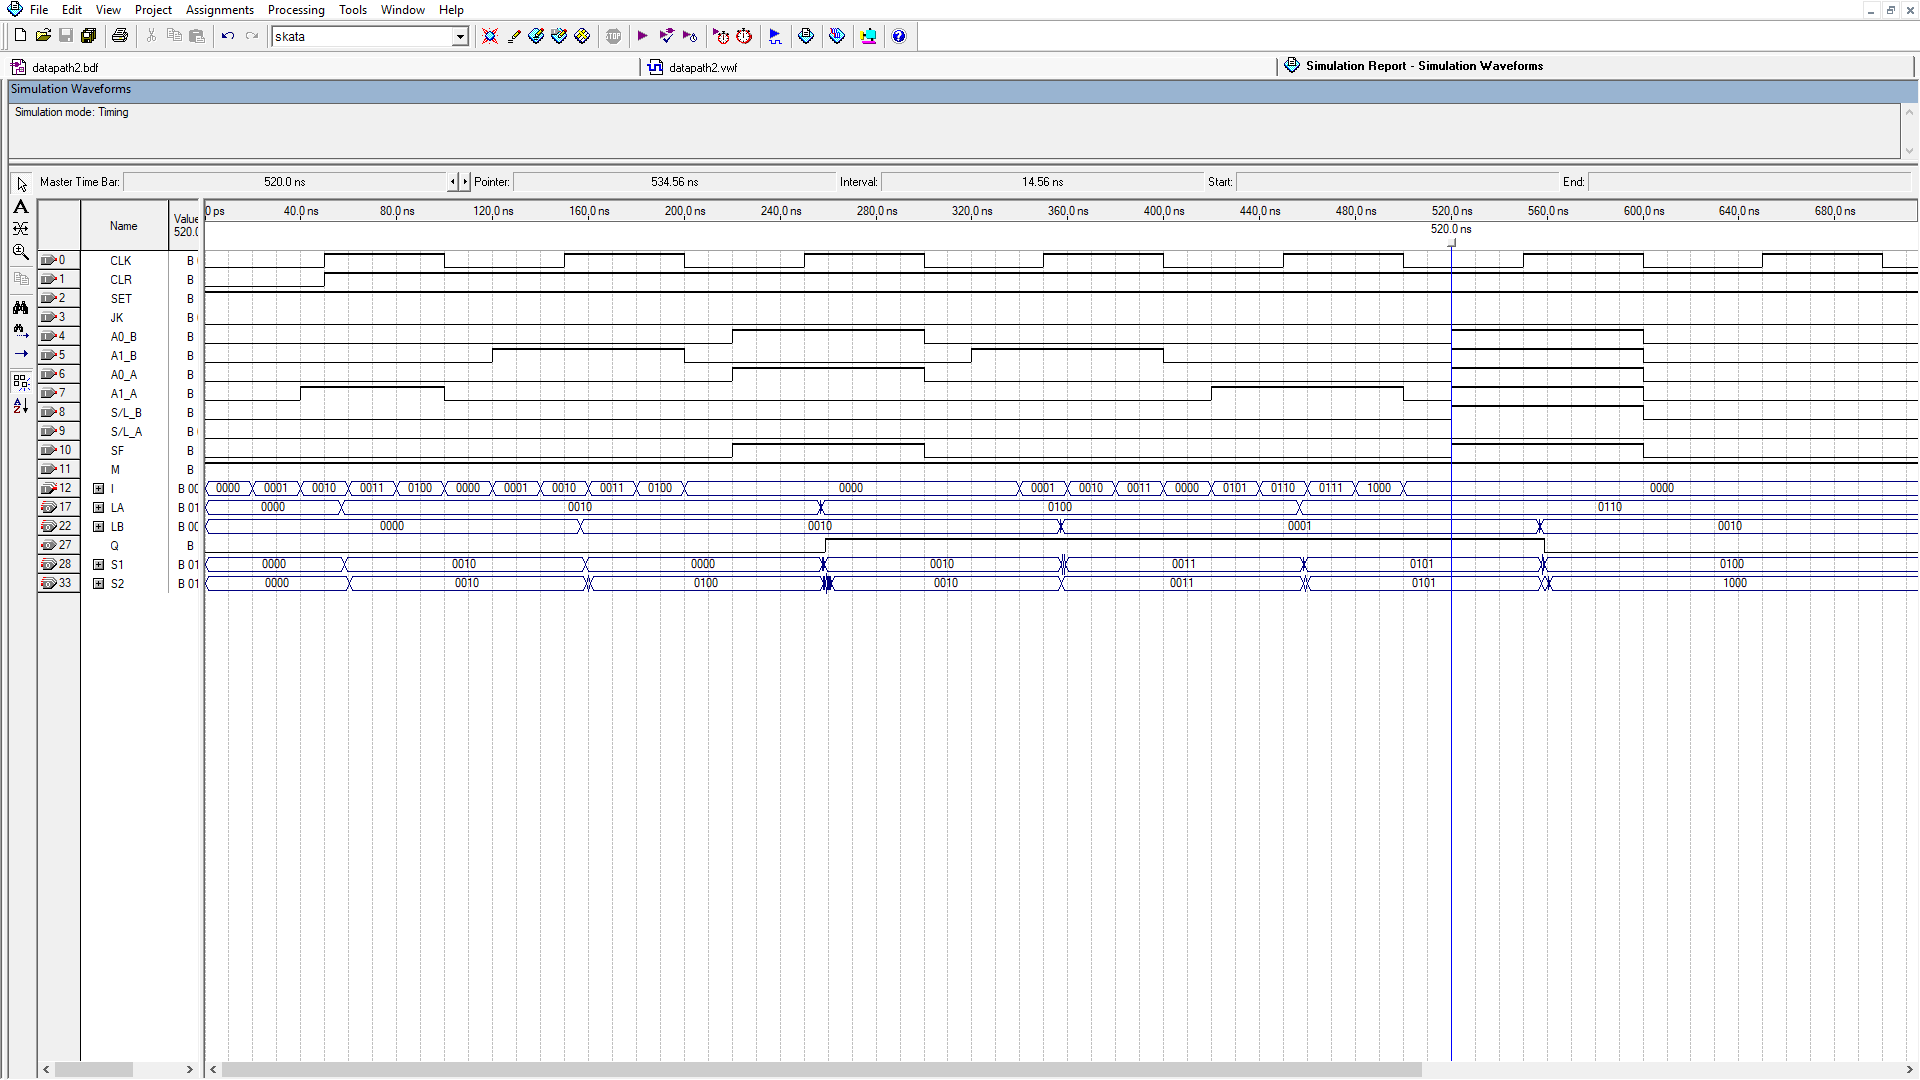 File Edit View Project Assignments Processing Tools Window Help
skata
STOP
datapath2.bdf datapath2.vwf Simulation Report - Simulation Waveforms
Simulation Waveforms
Simulation mode: Timing
Master Time Bar: 520.0 ns Pointer: 534.56 ns Interval: 14.56 ns Start: End:
Name
Value
520.0
0 ps 40.0 ns 80.0 ns 120.0 ns 160.0 ns 200.0 ns 240.0 ns 280.0 ns 320.0 ns 360.0 ns 400.0 ns 440.0 ns 480.0 ns 520.0 ns 560.0 ns 600.0 ns 640.0 ns 680.0 ns
520.0 ns
0 CLK B
1 CLR B
2 SET B
3 JK B
4 A0_B B
5 A1_B B
6 A0_A B
7 A1_A B
8 S/L_B B
9 S/L_A B
10 SF B
11 M B
12 I B 00 0000 0001 0010 0011 0100 0000 0001 0010 0011 0100 0000 0001 0010 0011 0000 0101 0110 0111 1000 0000
17 LA B 01 0000 0010 0100 0110
22 LB B 00 0000 0010 0001 0010
27 Q B
28 S1 B 01 0000 0010 0000 0010 0011 0101 0100
33 S2 B 01 0000 0010 0100 0010 0011 0101 1000